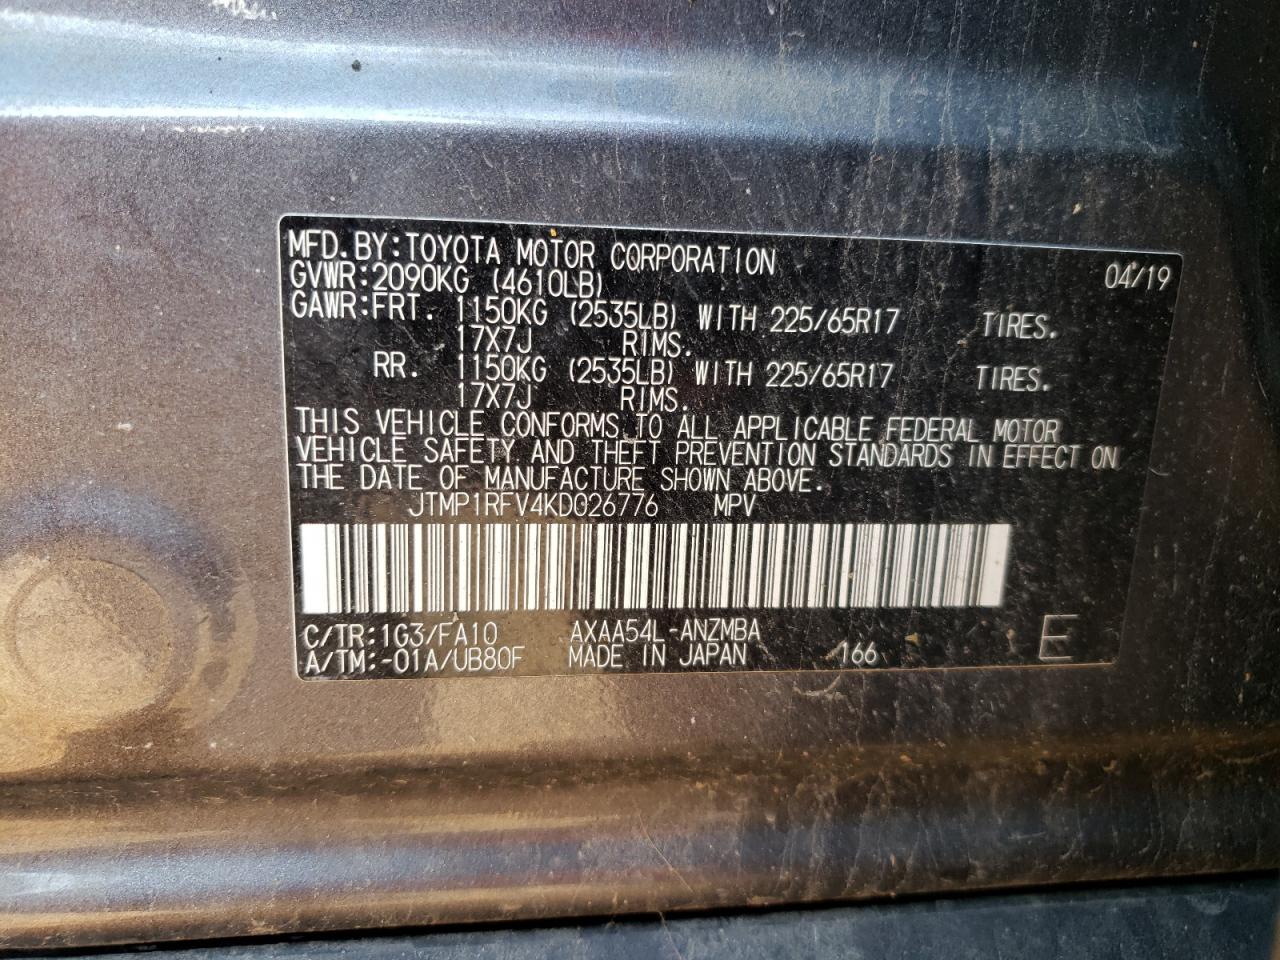 MFD.BY:TOYOTA MOTOR CORPORATION 04/19
GVWR:2090KG (4610LB)
GAWR:FRT. 1150KG (2535LB) WITH 225/65R17 TIRES.
17X7J RIMS.
RR. 1150KG (2535LB) WITH 225/65R17 TIRES.
17X7J RIMS.
THIS VEHICLE CONFORMS TO ALL APPLICABLE FEDERAL MOTOR
VEHICLE SAFETY AND THEFT PREVENTION STANDARDS IN EFFECT ON
THE DATE OF MANUFACTURE SHOWN ABOVE.
JTMP1RFV4KD026776 MPV
C/TR:1G3/FA10 AXAA54L-ANZMBA E
A/TM:-01A/UB80F MADE IN JAPAN 166